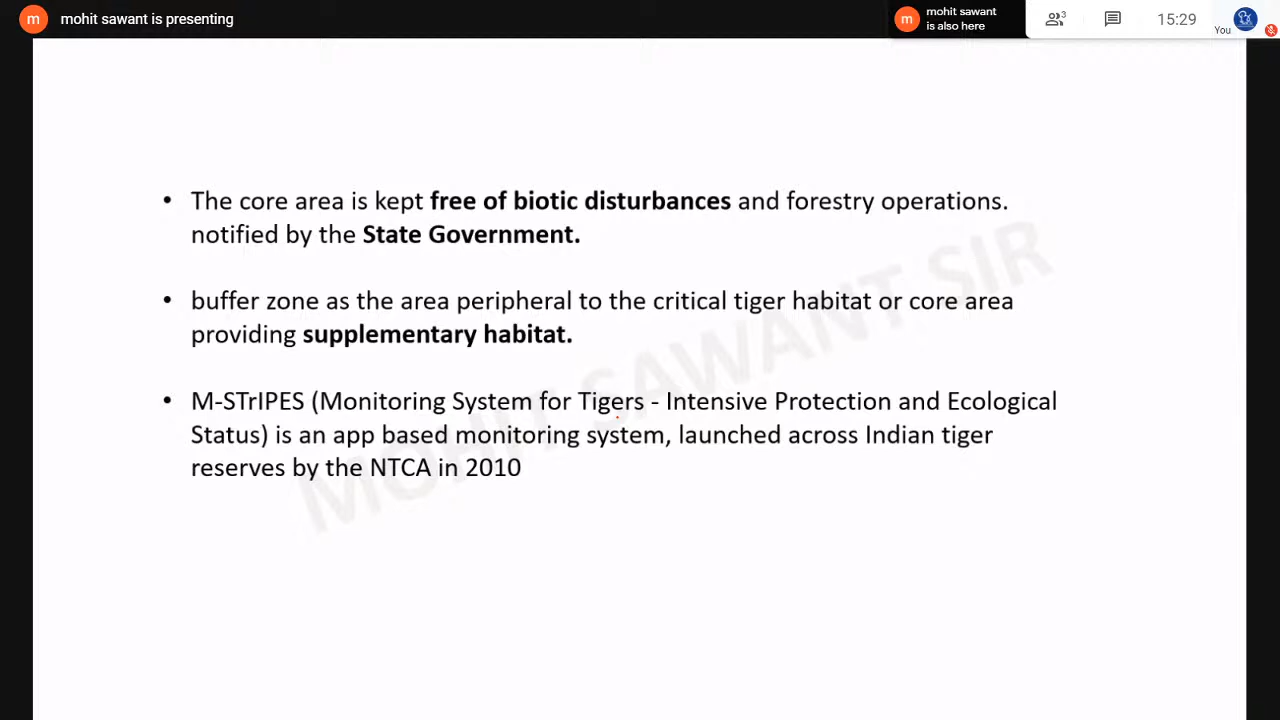 m mohit sawant is presenting
m mohit sawant
is also here
3
15:29
You
• The core area is kept free of biotic disturbances and forestry operations.
notified by the State Government.
• buffer zone as the area peripheral to the critical tiger habitat or core area
providing supplementary habitat.
• M-STrIPES (Monitoring System for Tigers - Intensive Protection and Ecological
Status) is an app based monitoring system, launched across Indian tiger
reserves by the NTCA in 2010
MOHIT SAWANT SIR